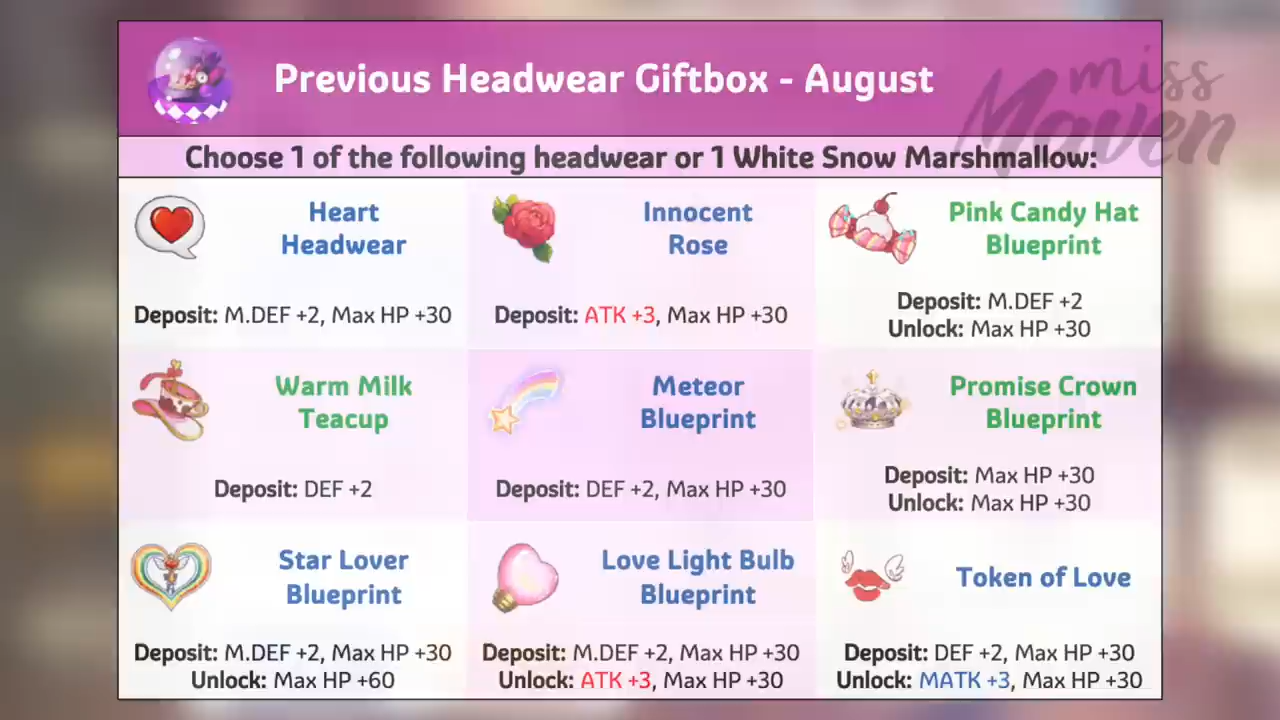 Previous Headwear Giftbox - August
miss
Maven
Choose 1 of the following headwear or 1 White Snow Marshmallow:
Heart
Headwear
Deposit: M.DEF +2, Max HP +30
Innocent
Rose
Deposit: ATK +3, Max HP +30
Pink Candy Hat
Blueprint
Deposit: M.DEF +2
Unlock: Max HP +30
Warm Milk
Teacup
Deposit: DEF +2
Meteor
Blueprint
Deposit: DEF +2, Max HP +30
Promise Crown
Blueprint
Deposit: Max HP +30
Unlock: Max HP +30
Star Lover
Blueprint
Deposit: M.DEF +2, Max HP +30
Unlock: Max HP +60
Love Light Bulb
Blueprint
Deposit: M.DEF +2, Max HP +30
Unlock: ATK +3, Max HP +30
Token of Love
Deposit: DEF +2, Max HP +30
Unlock: MATK +3, Max HP +30